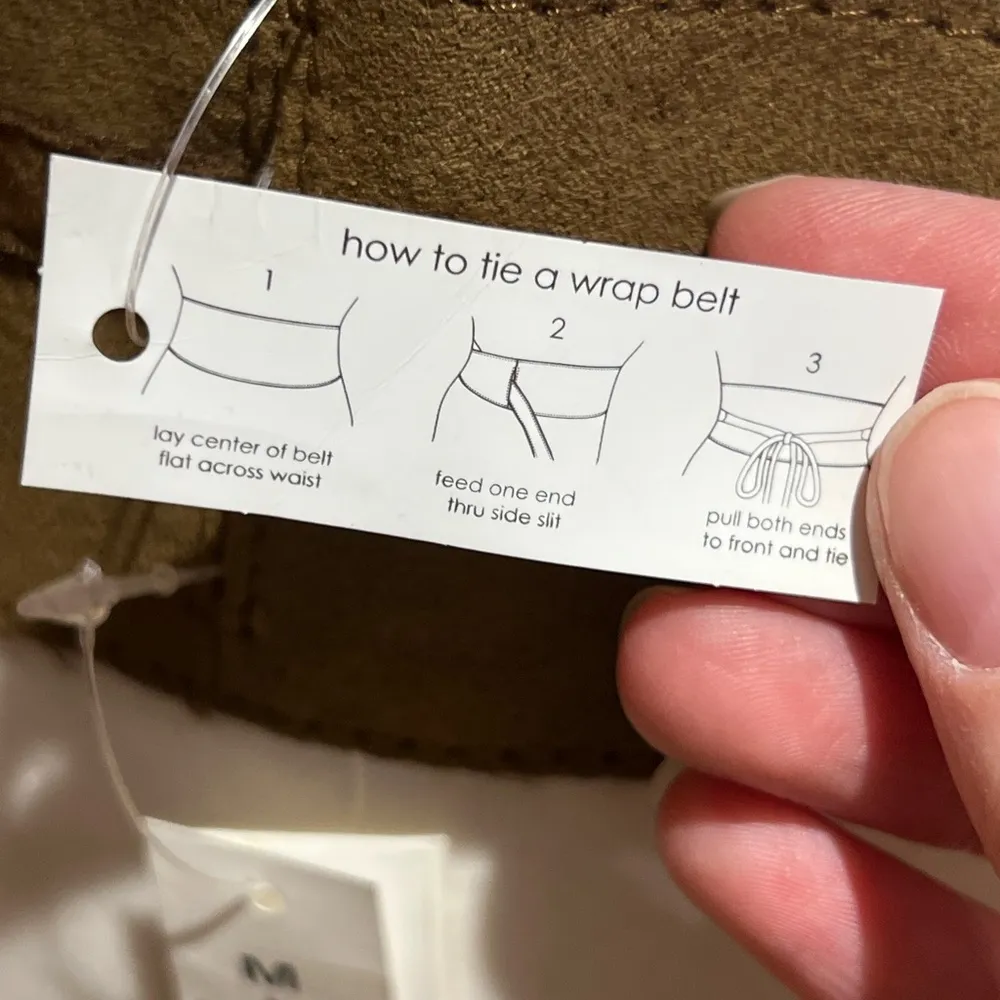 how to tie a wrap belt
1
lay center of belt
flat across waist
2
feed one end
thru side slit
3
pull both ends
to front and tie
M